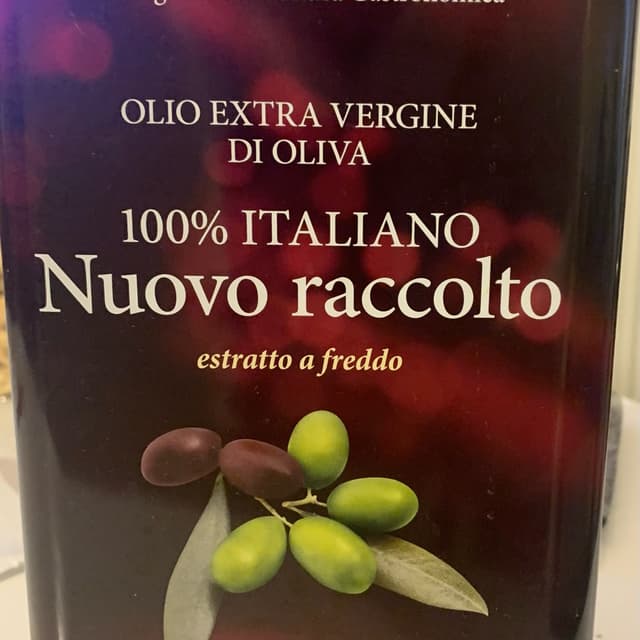 OLIO EXTRA VERGINE
DI OLIVA
100% ITALIANO
Nuovo raccolto
estratto a freddo